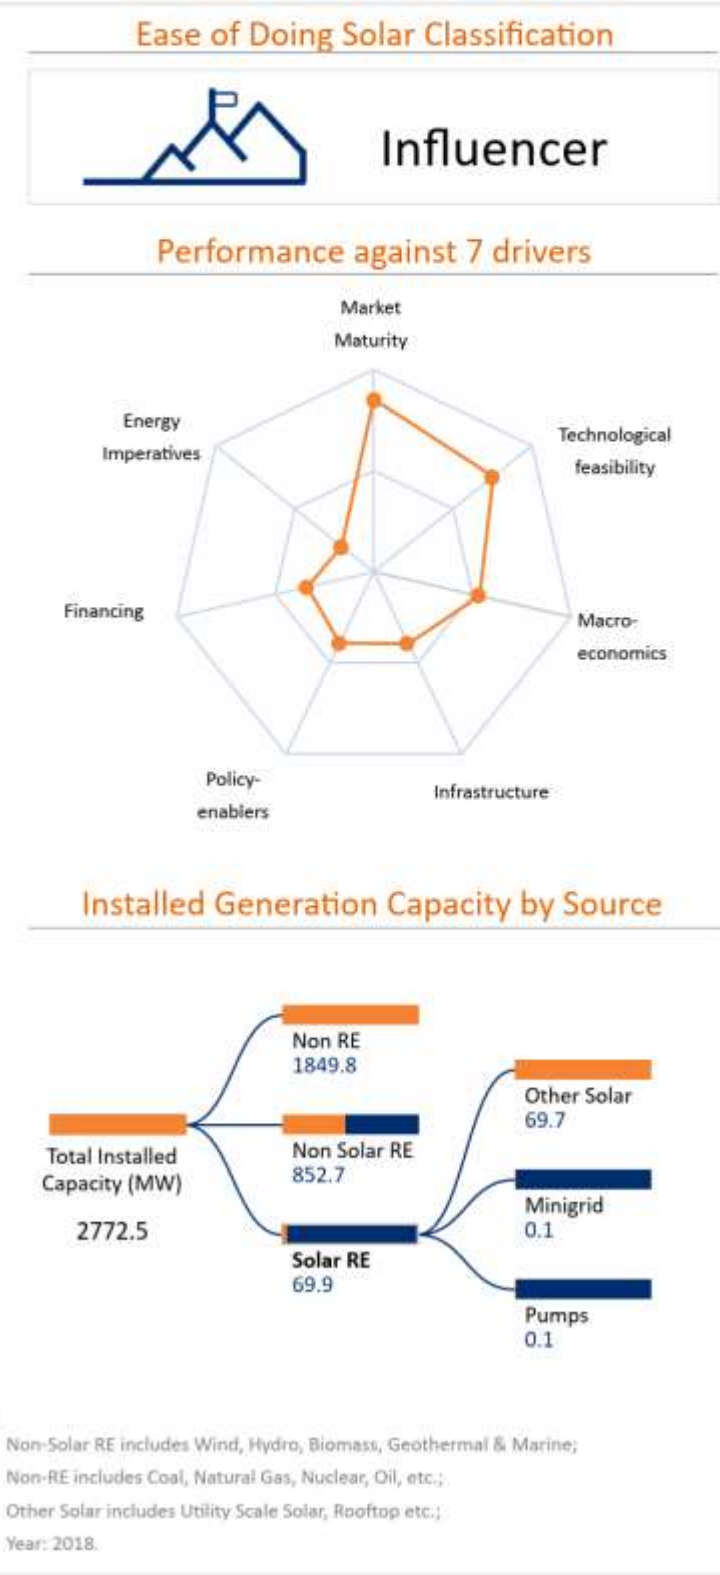 Ease of Doing Solar Classification
Influencer
Performance against 7 drivers
Market
Maturity
Energy
Imperatives
Technological
feasibility
Financing
Macro-
economics
Policy-
enablers
Infrastructure
Installed Generation Capacity by Source
Non RE
1849.8
Other Solar
69.7
Total Installed
Capacity (MW)
2772.5
Non Solar RE
852.7
Minigrid
0.1
Solar RE
69.9
Pumps
0.1
Non-Solar RE includes Wind, Hydro, Biomass, Geothermal & Marine;
Non-RE includes Coal, Natural Gas, Nuclear, Oil, etc.;
Other Solar includes Utility Scale Solar, Rooftop etc.;
Year: 2018.